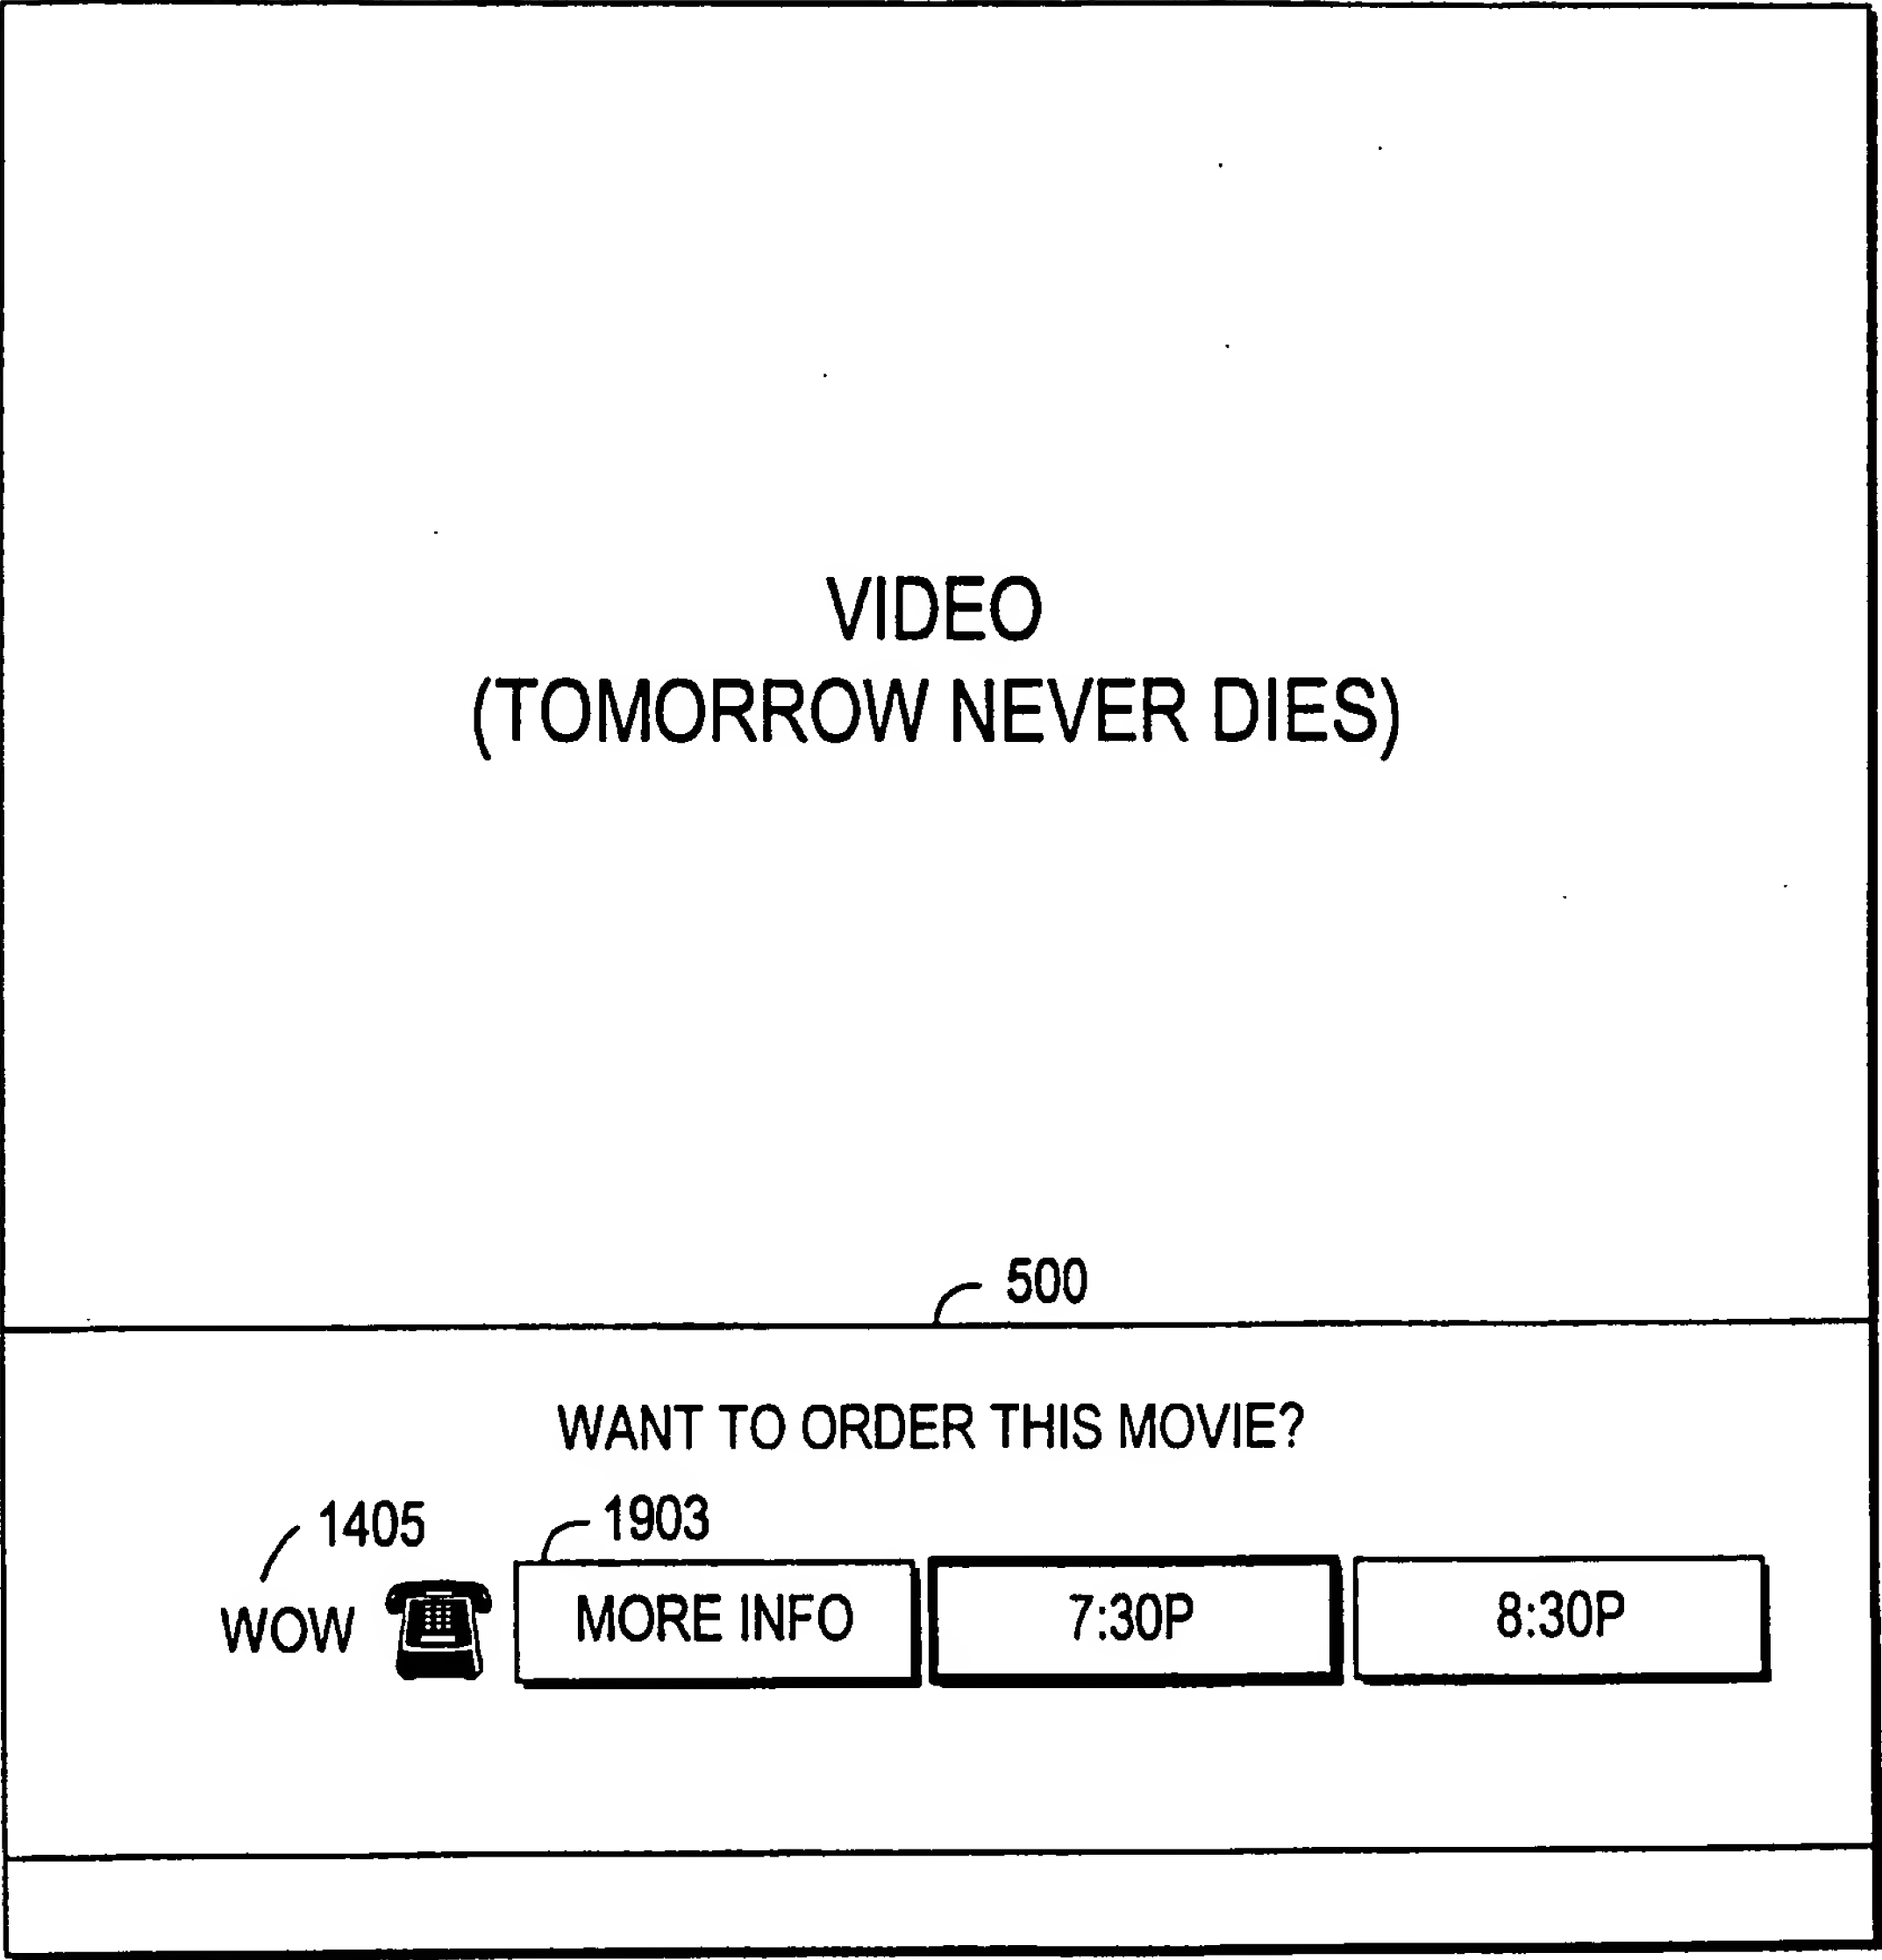 VIDEO
(TOMORROW NEVER DIES)
500
WANT TO ORDER THIS MOVIE?
1405
1903
WOW
MORE INFO
7:30P
8:30P